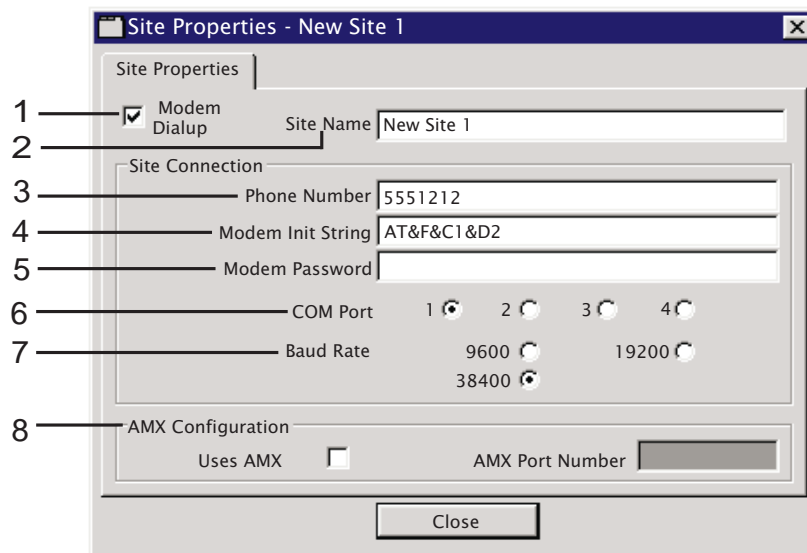 Site Properties - New Site 1
Site Properties
1 Modem Dialup
2 Site Name New Site 1
Site Connection
3 Phone Number 5551212
4 Modem Init String AT&F&C1&D2
5 Modem Password
6 COM Port 1 2 3 4
7 Baud Rate 9600 19200
38400
8 AMX Configuration
Uses AMX AMX Port Number
Close